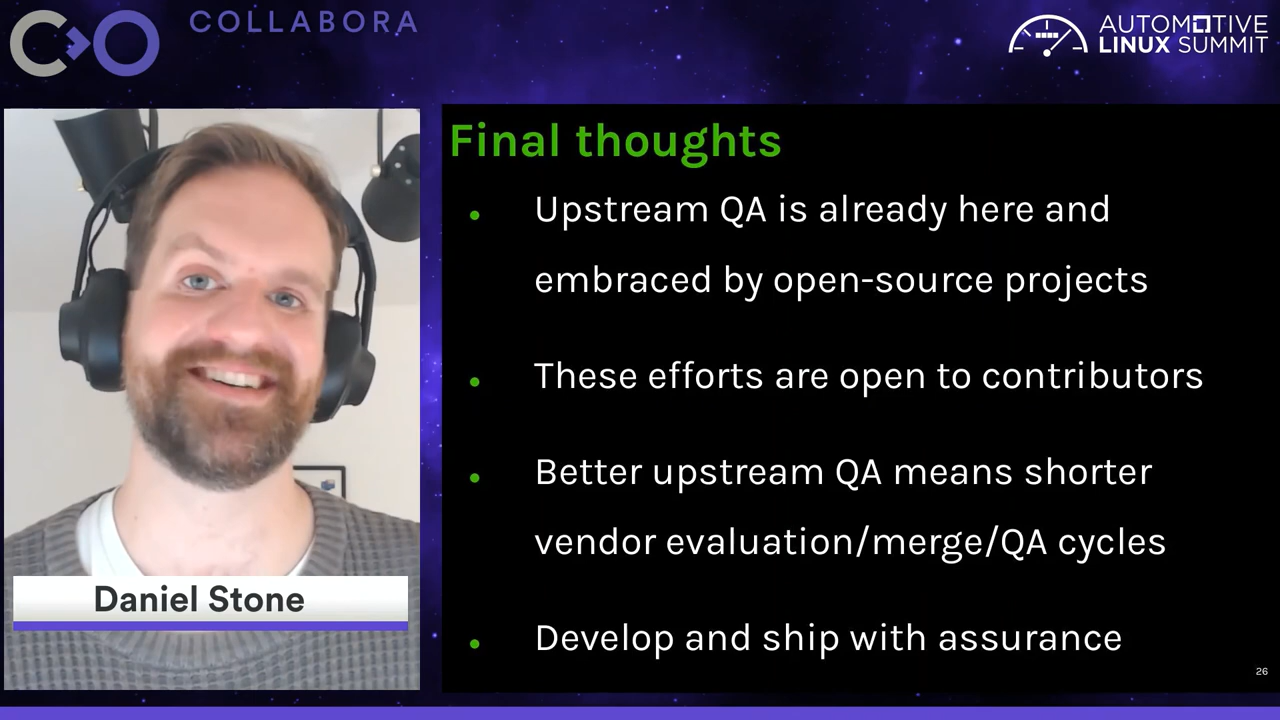 COLLABORA
AUTOMOTIVE
LINUX SUMMIT
Final thoughts
Upstream QA is already here and
embraced by open-source projects
These efforts are open to contributors
Better upstream QA means shorter
vendor evaluation/merge/QA cycles
Develop and ship with assurance
26
Daniel Stone